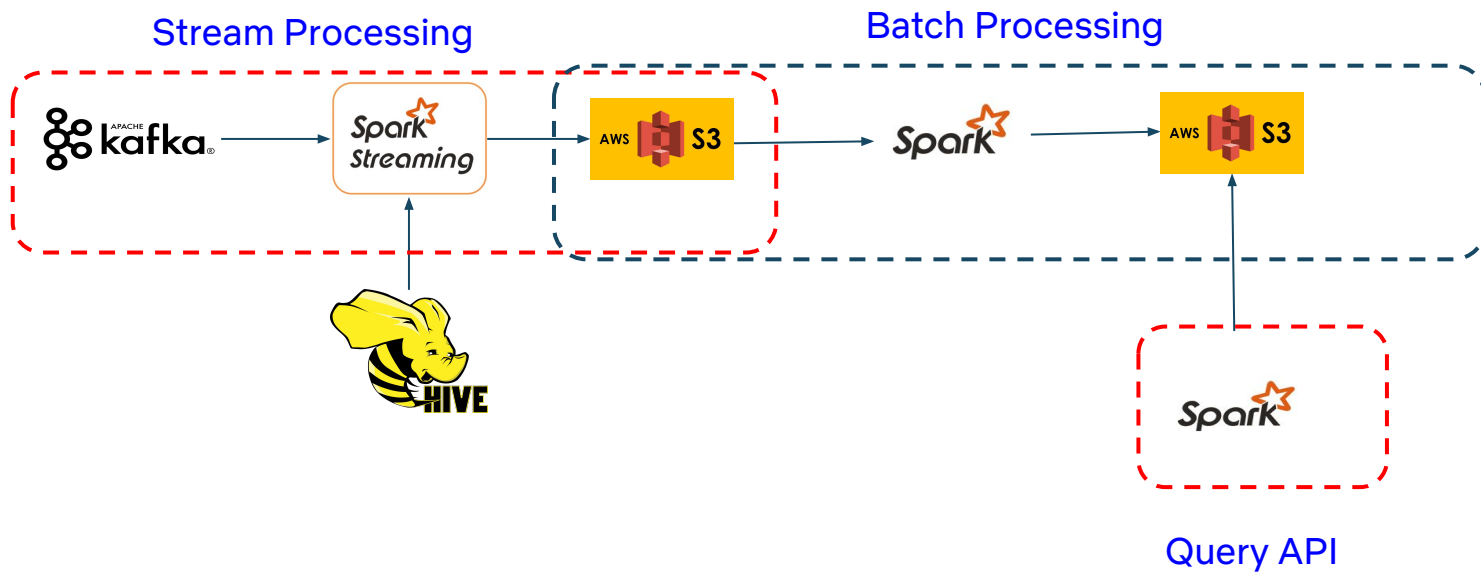 Stream Processing
Batch Processing
APACHE
kafka®
Spark
Streaming
AWS S3
Spark
AWS S3
HIVE
Spark
Query API